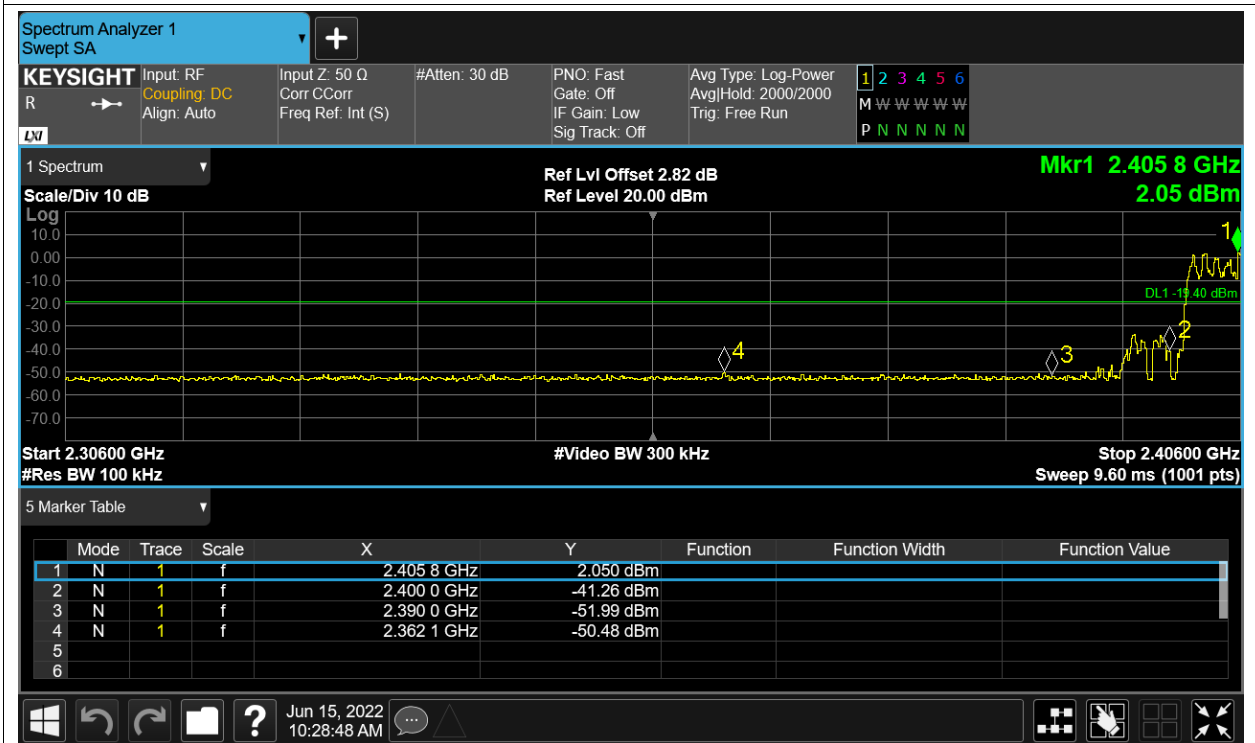 Spectrum Analyzer 1
Swept SA
KEYSIGHT
R
LXI
Input: RF
Coupling: DC
Align: Auto
Input Z: 50 Ω
Corr CCorr
Freq Ref: Int (S)
#Atten: 30 dB
PNO: Fast
Gate: Off
IF Gain: Low
Sig Track: Off
Avg Type: Log-Power
Avg|Hold: 2000/2000
Trig: Free Run
1 2 3 4 5 6
M W W W W W
P N N N N N
1 Spectrum
Scale/Div 10 dB
Ref Lvl Offset 2.82 dB
Ref Level 20.00 dBm
Mkr1 2.405 8 GHz
2.05 dBm
Log
10.0
0.00
-10.0
-20.0
-30.0
-40.0
-50.0
-60.0
-70.0
1
DL1 -19.40 dBm
2
4
3
Start 2.30600 GHz
#Video BW 300 kHz
Stop 2.40600 GHz
#Res BW 100 kHz
Sweep 9.60 ms (1001 pts)
5 Marker Table
Mode Trace Scale X Y Function Function Width Function Value
1 N 1 f 2.405 8 GHz 2.050 dBm
2 N 1 f 2.400 0 GHz -41.26 dBm
3 N 1 f 2.390 0 GHz -51.99 dBm
4 N 1 f 2.362 1 GHz -50.48 dBm
5
6
?
Jun 15, 2022
10:28:48 AM